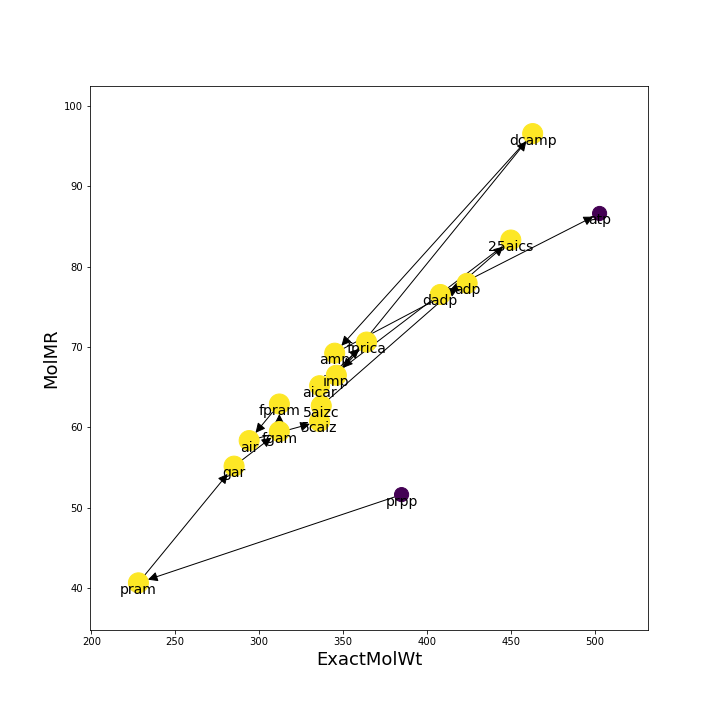 100
90
80
70
60
50
40
MolMR
dcamp
atp
25aics
adp
dadp
prica
amp
imp
aicar
5aizc
fpram
5caiz
fgam
air
gar
prpp
pram
200
250
300
350
400
450
500
ExactMolWt